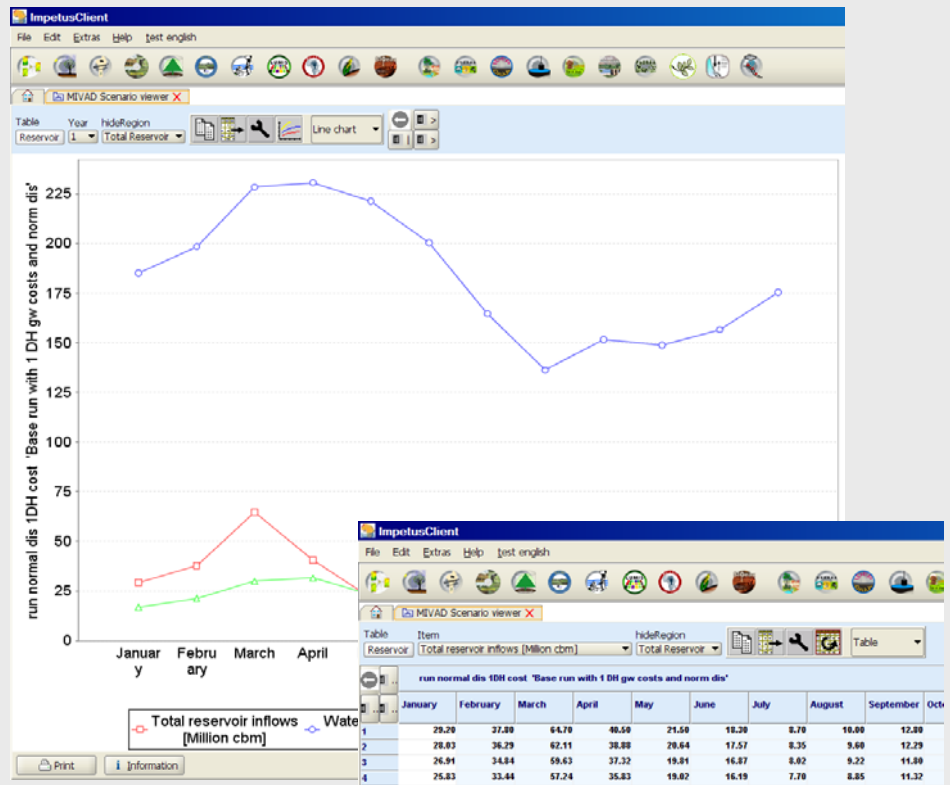 ImpetusClient
File Edit Extras Help test english
MIVAD Scenario viewer X
Table Year hideRegion
Reservoir 1 Total Reservoir Line chart
run normal dis 1DH cost 'Base run with 1 DH gw costs and norm dis'
225
200
175
150
125
100
75
50
25
0
January February March April
Total reservoir inflows [Million cbm] Wate
Print i Information
ImpetusClient
File Edit Extras Help test english
MIVAD Scenario viewer X
Table Item hideRegion
Reservoir Total reservoir inflows [Million cbm] Total Reservoir Table
run normal dis 1DH cost 'Base run with 1 DH gw costs and norm dis'
January February March April May June July August September Octo
1 29.20 37.80 64.70 40.50 21.50 18.30 8.70 10.00 12.80
2 28.03 36.29 62.11 38.88 20.64 17.57 8.35 9.60 12.29
3 26.91 34.84 59.63 37.32 19.81 16.87 8.02 9.22 11.80
4 25.83 33.44 57.24 35.83 19.02 16.19 7.70 8.85 11.32